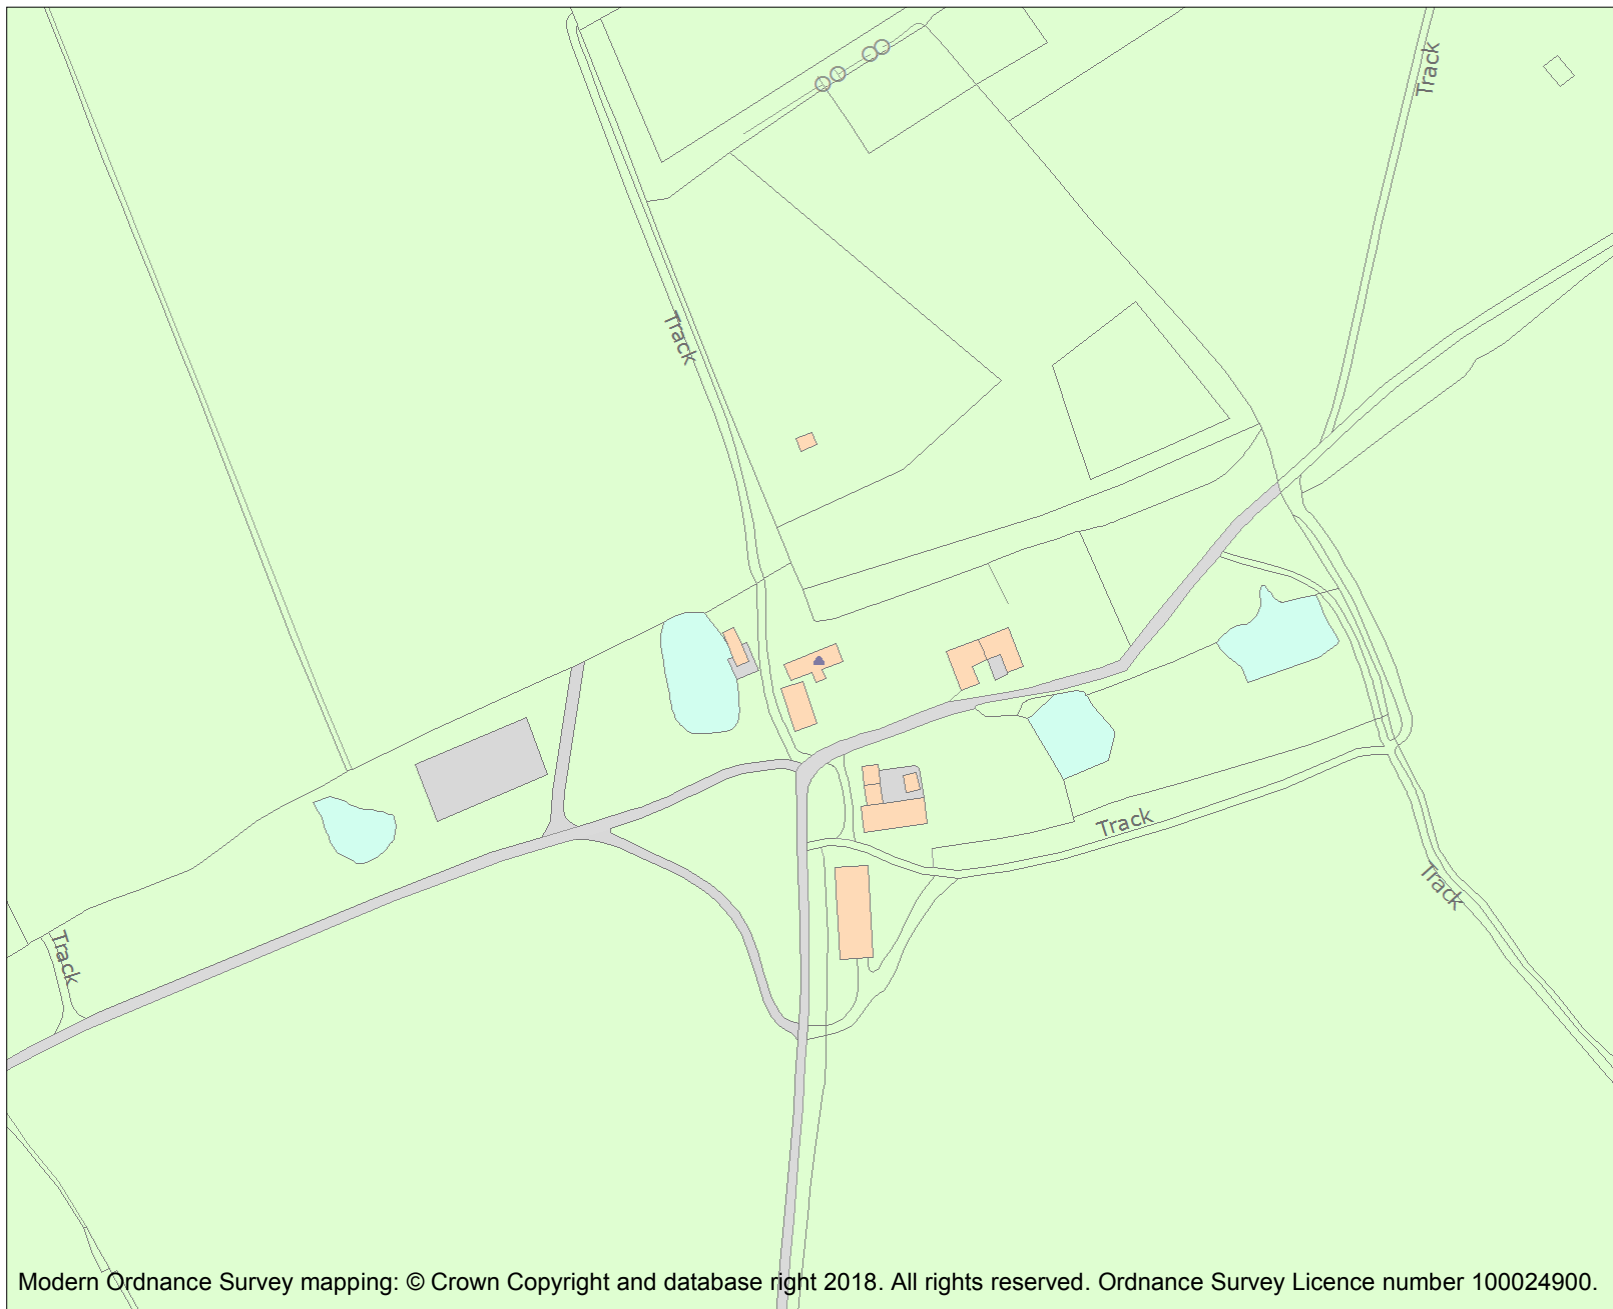 Track
Track
Track
Track
Track
Modern Ordnance Survey mapping: © Crown Copyright and database right 2018. All rights reserved. Ordnance Survey Licence number 100024900.